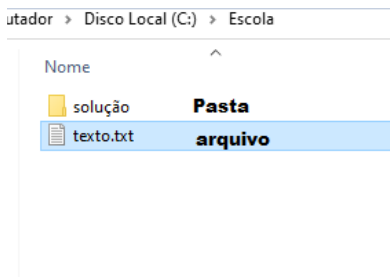 utador > Disco Local (C:) > Escola
Nome
solução Pasta
texto.txt arquivo